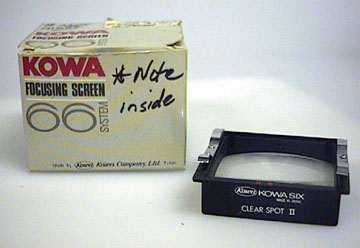 KOWA
FOCUSING SCREEN
66 SYSTEM
* Note
inside
Made by Kowa Kowa Company, Ltd.
Kowa KOWA SIX
MADE IN JAPAN
CLEAR SPOT II